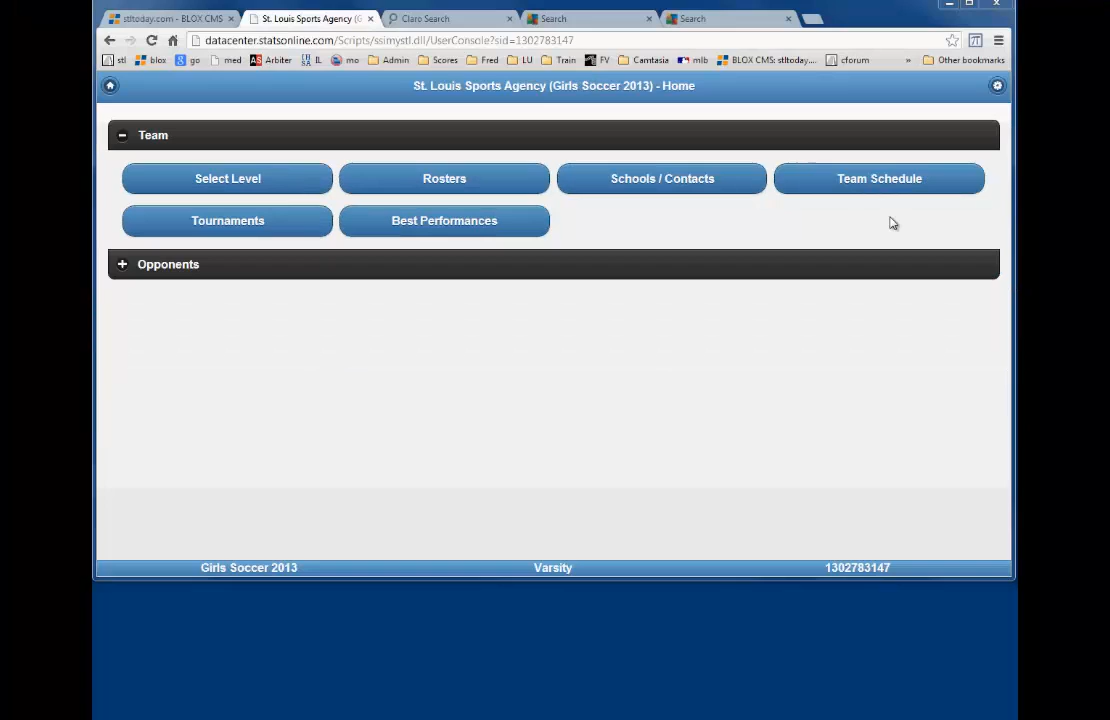 stltoday.com - BLOX CMS
St. Louis Sports Agency (G
Claro Search
Search
Search
datacenter.statsonline.com/Scripts/ssimystl.dll/UserConsole?sid=1302783147
stl blox go med Arbiter IL mo Admin Scores Fred LU Train FV Camtasia mlb BLOX CMS: stltoday.... cforum » Other bookmarks
St. Louis Sports Agency (Girls Soccer 2013) - Home
Team
Select Level Rosters Schools / Contacts Team Schedule
Tournaments Best Performances
Opponents
Girls Soccer 2013 Varsity 1302783147